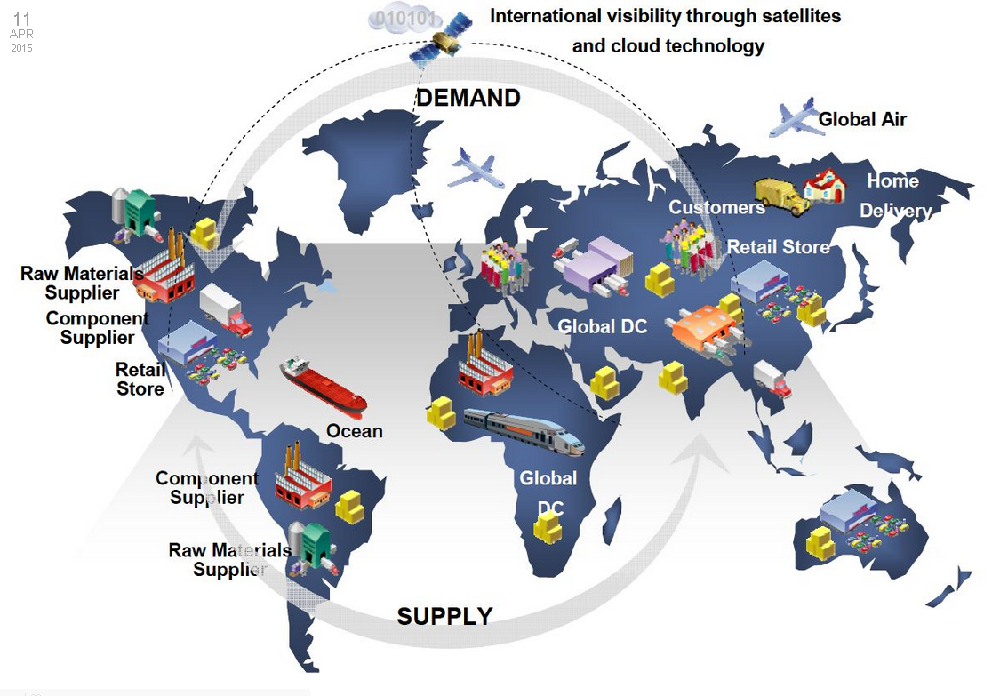 11
APR
2015
010101
International visibility through satellites
and cloud technology
DEMAND
Global Air
Home
Delivery
Customers
Retail Store
Raw Materials
Supplier
Component
Supplier
Global DC
Retail
Store
Ocean
Component
Supplier
Global
DC
Raw Materials
Supplier
SUPPLY